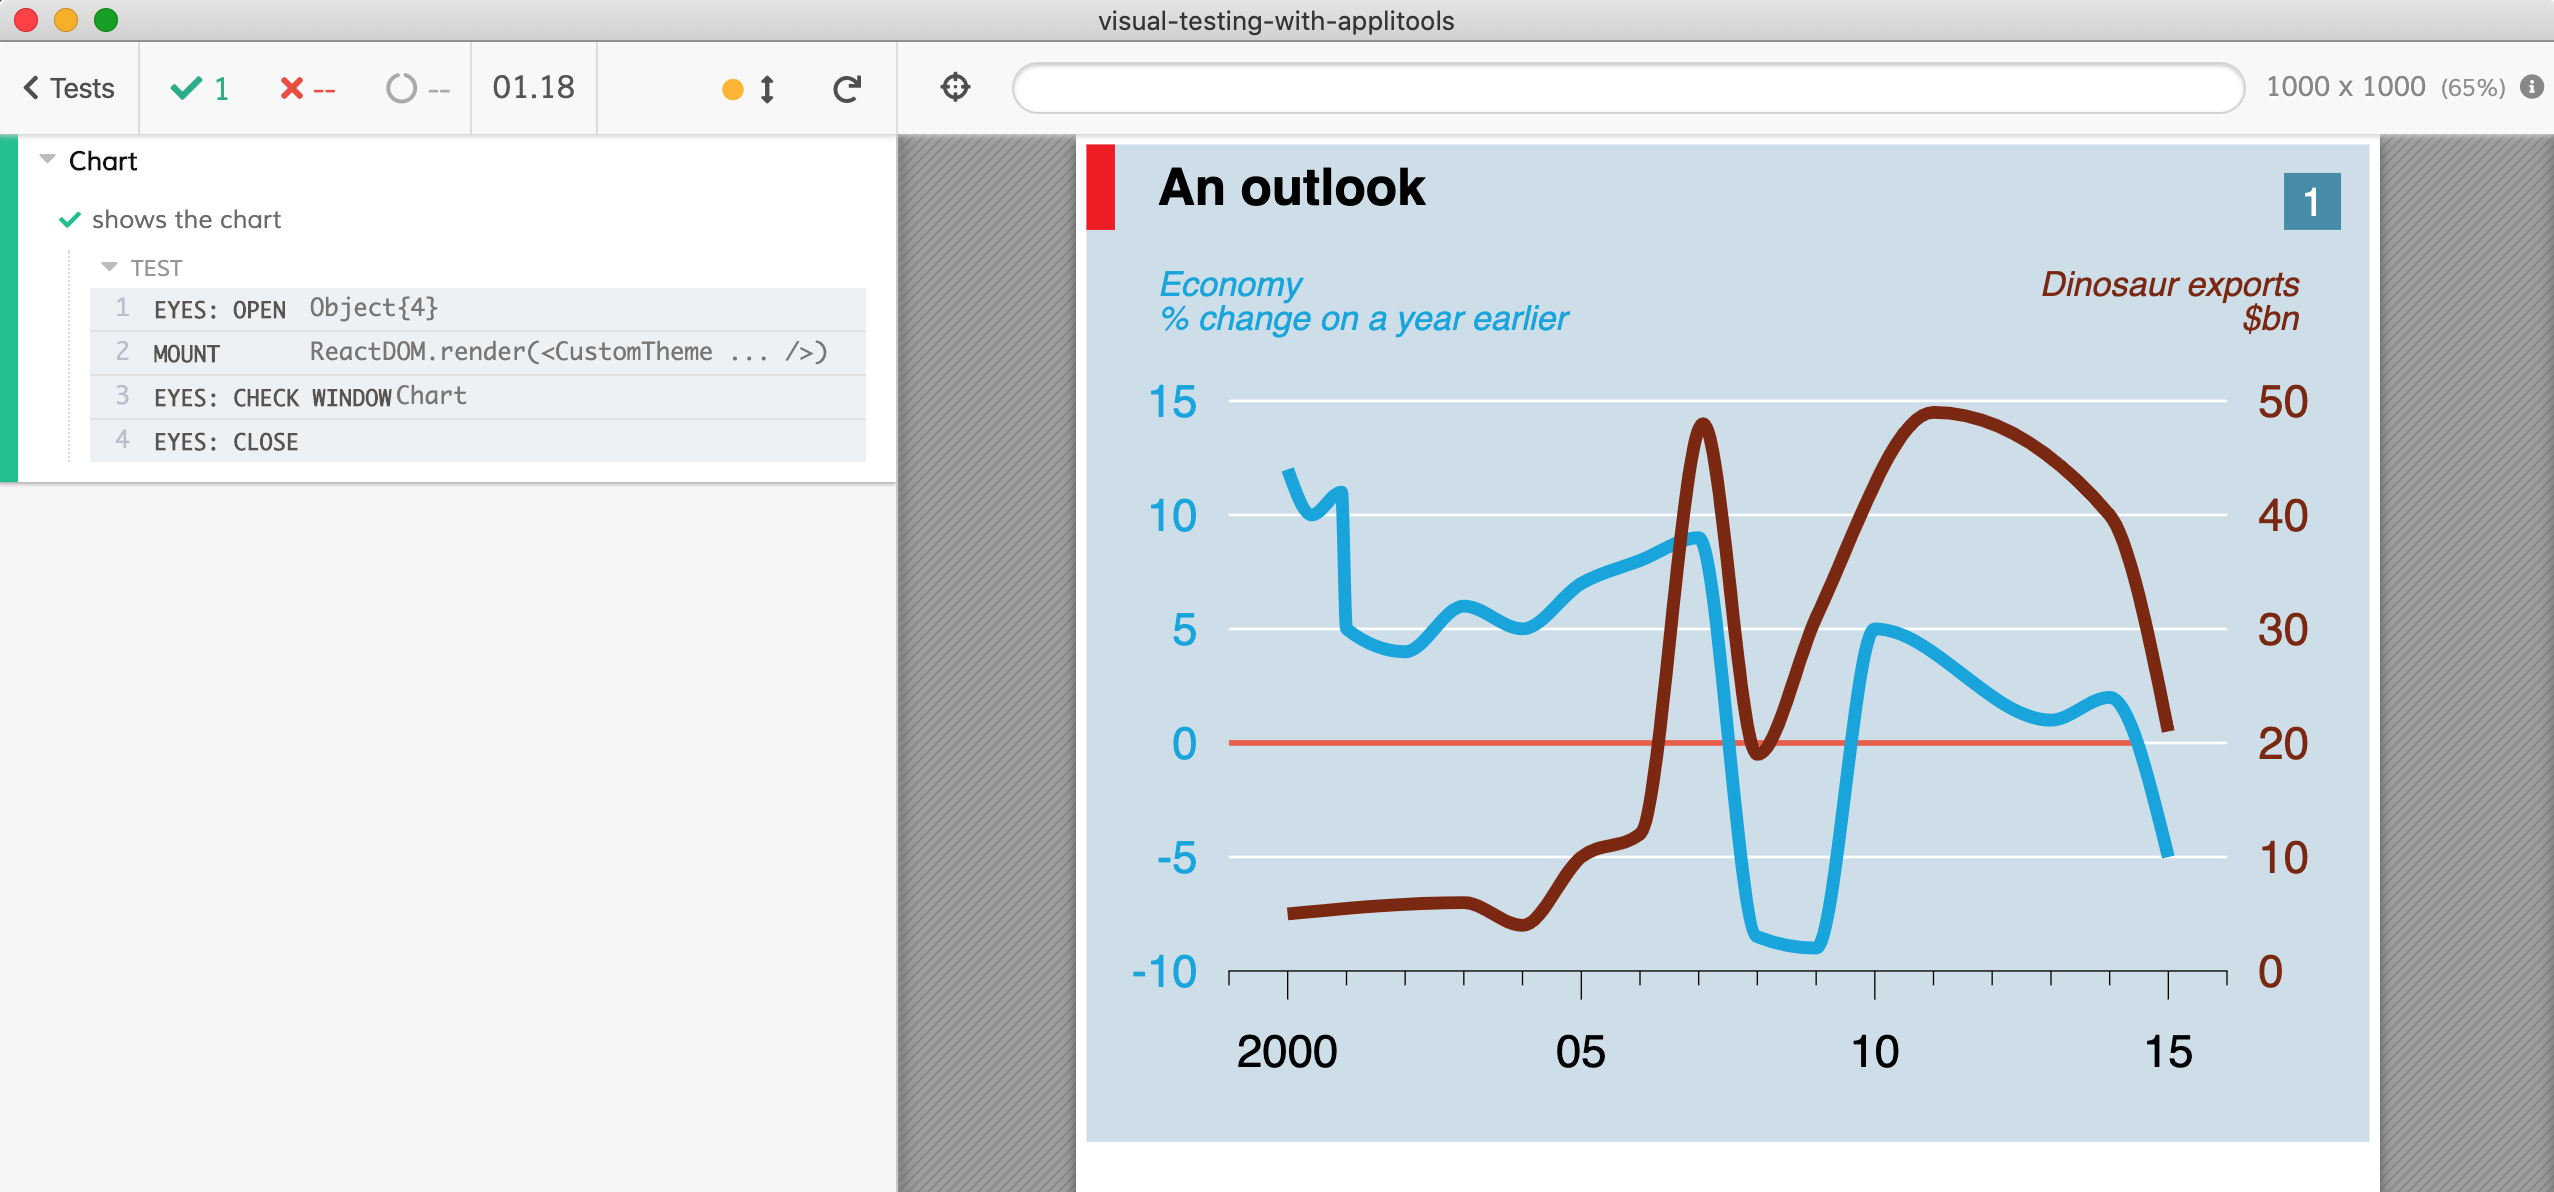 visual-testing-with-applitools
Tests 1 -- -- 01.18 1000 x 1000 (65%)
Chart
shows the chart
TEST
1 EYES: OPEN Object{4}
2 MOUNT ReactDOM.render(<CustomTheme ... />)
3 EYES: CHECK WINDOW Chart
4 EYES: CLOSE
An outlook
1
Economy
% change on a year earlier
Dinosaur exports
$bn
15 50
10 40
5 30
0 20
-5 10
-10 0
2000 05 10 15